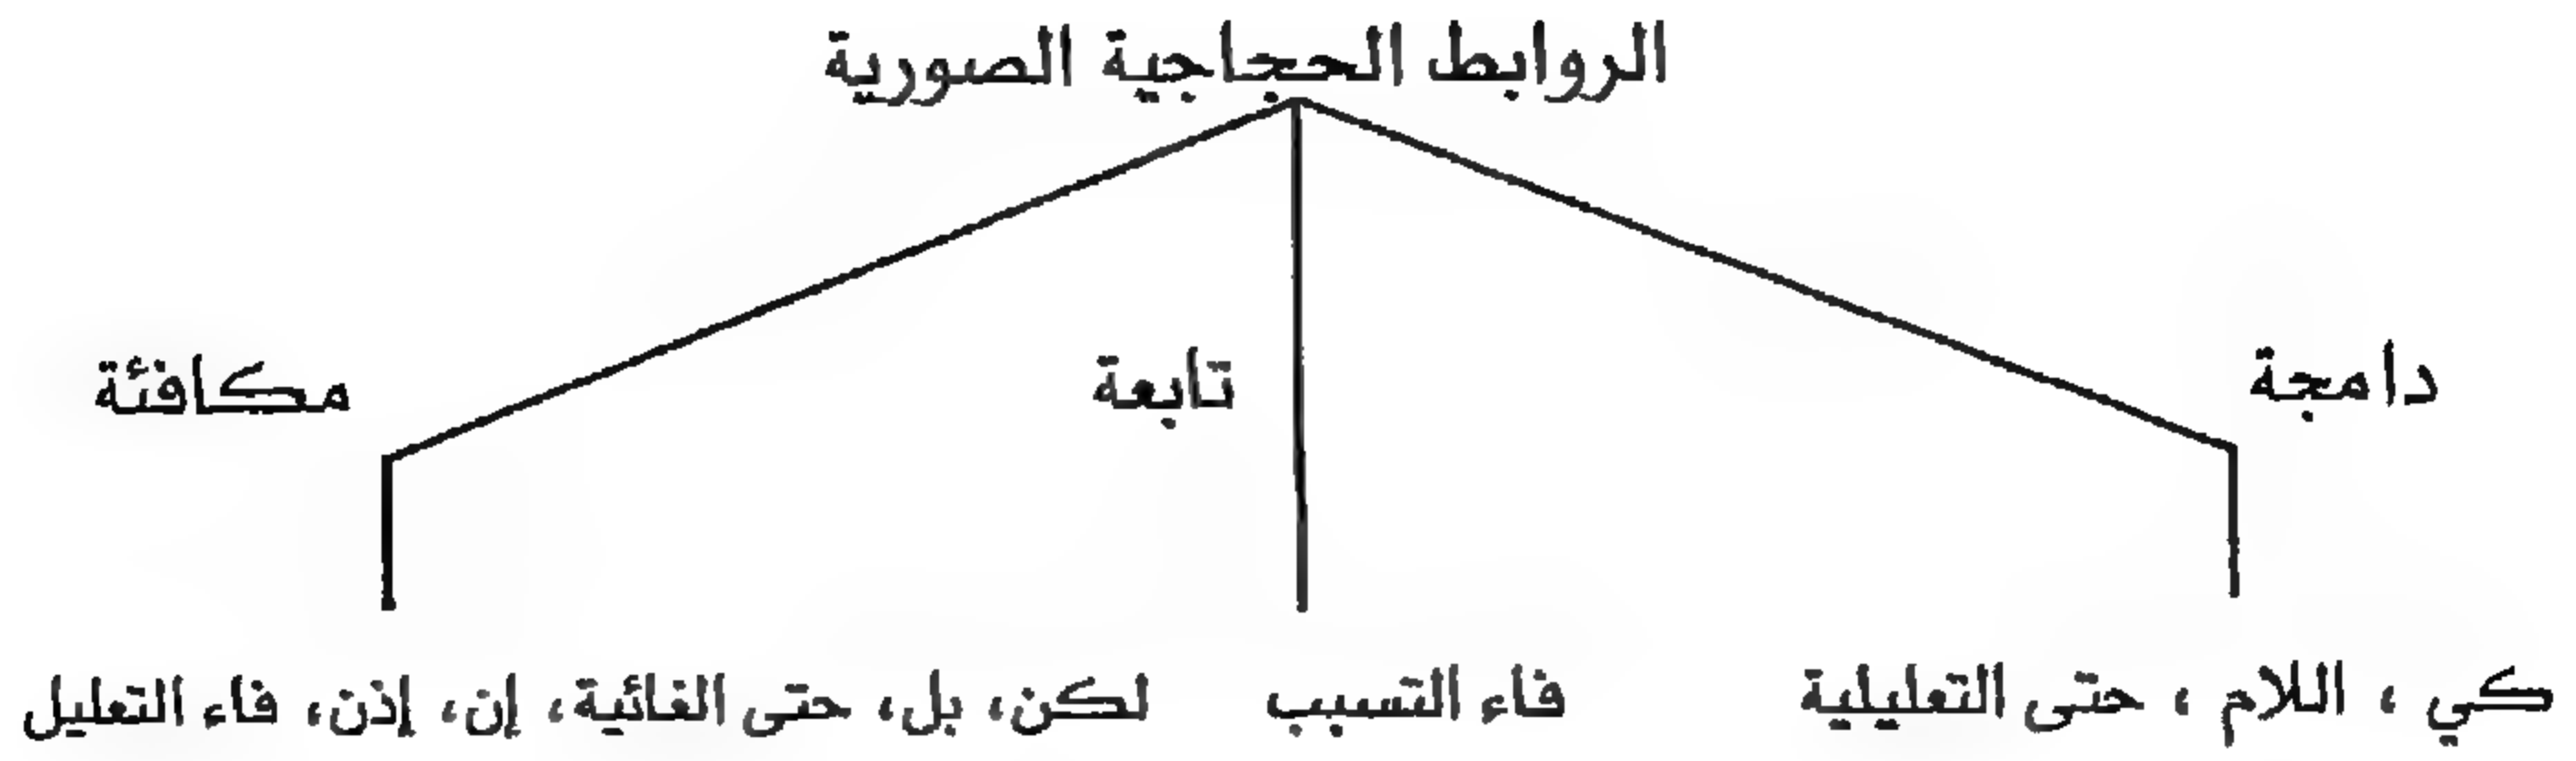 الروابط الحجاجية الصورية
دامجة
تابعة
مكافئة
كي ، اللام ، حتى التعليلية
فاء التسبب
لكن، بل، حتى الغائية، إن، إذن، فاء التعليل